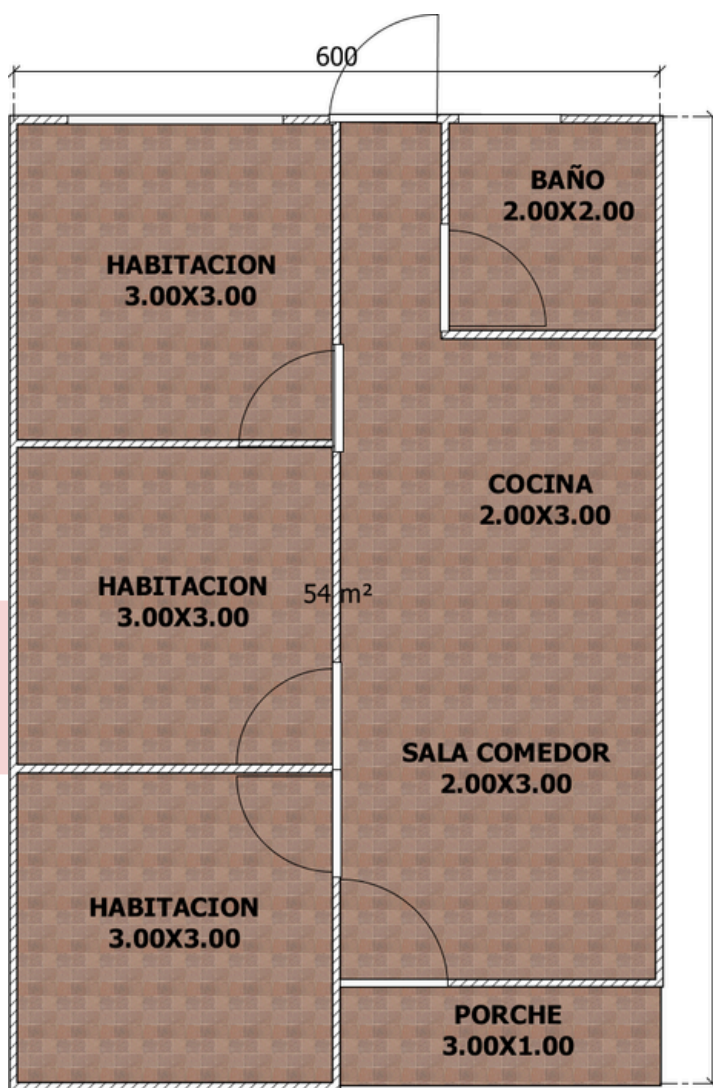 600
BAÑO
2.00X2.00
HABITACION
3.00X3.00
COCINA
2.00X3.00
HABITACION
3.00X3.00
54 m²
SALA COMEDOR
2.00X3.00
HABITACION
3.00X3.00
PORCHE
3.00X1.00